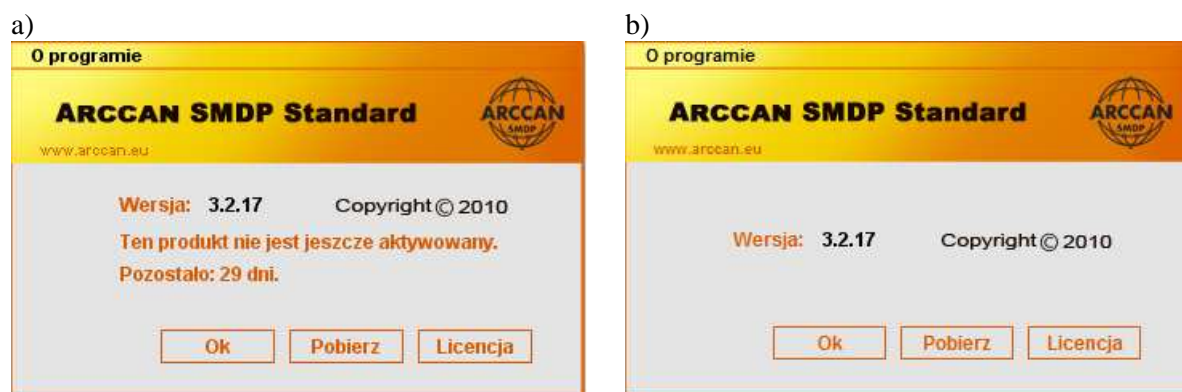 a)
O programie
ARCCAN SMDP Standard
ARCCAN
SMDP
www.arccan.eu
Wersja: 3.2.17 Copyright © 2010
Ten produkt nie jest jeszcze aktywowany.
Pozostało: 29 dni.
Ok Pobierz Licencja
b)
O programie
ARCCAN SMDP Standard
ARCCAN
SMDP
www.arccan.eu
Wersja: 3.2.17 Copyright © 2010
Ok Pobierz Licencja